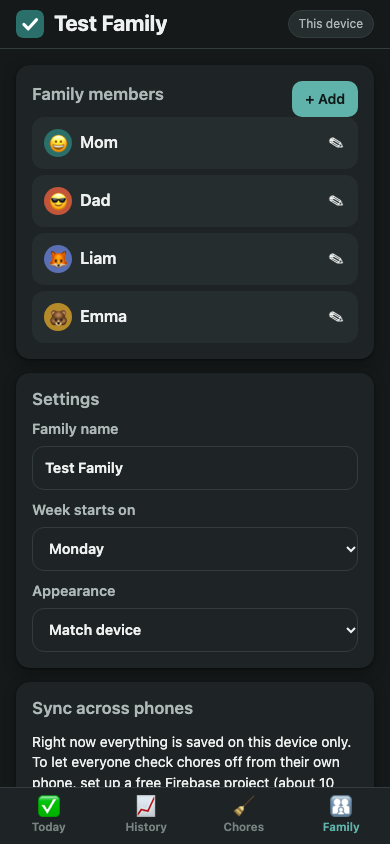 Test Family
This device
Family members
+ Add
Mom
Dad
Liam
Emma
Settings
Family name
Test Family
Week starts on
Monday
Appearance
Match device
Sync across phones
Right now everything is saved on this device only.
To let everyone check chores off from their own
phone, set up a free Firebase project (about 10
Today
History
Chores
Family